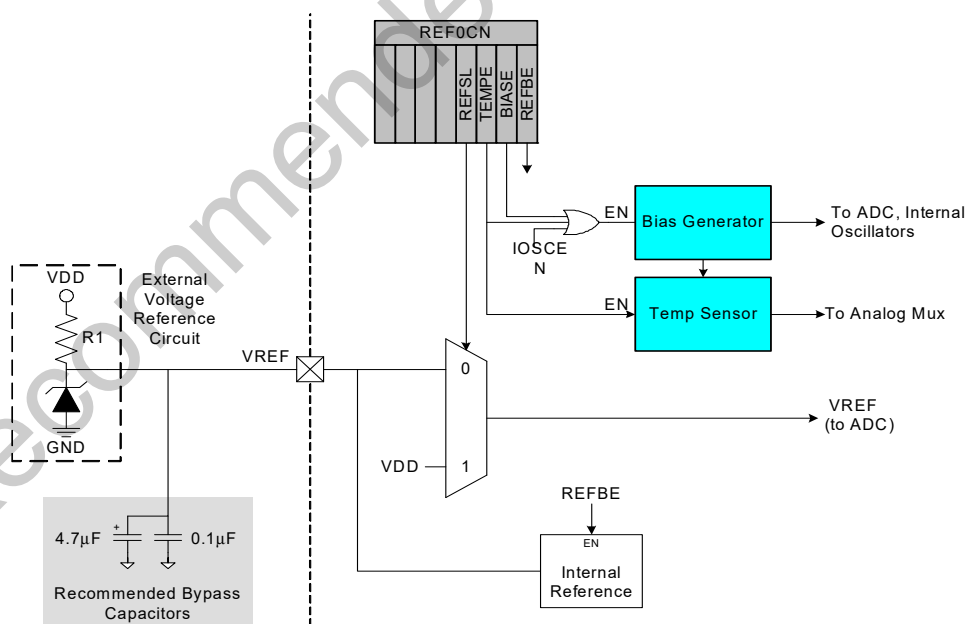 REF0CN
REFSL
TEMPE
BIASE
REFBE
EN
Bias Generator
To ADC, Internal
Oscillators
IOSCE
N
EN
Temp Sensor
To Analog Mux
VDD
R1
GND
External
Voltage
Reference
Circuit
VREF
0
VDD
1
VREF
(to ADC)
REFBE
EN
Internal
Reference
4.7µF
+
0.1µF
Recommended Bypass
Capacitors
ecommende